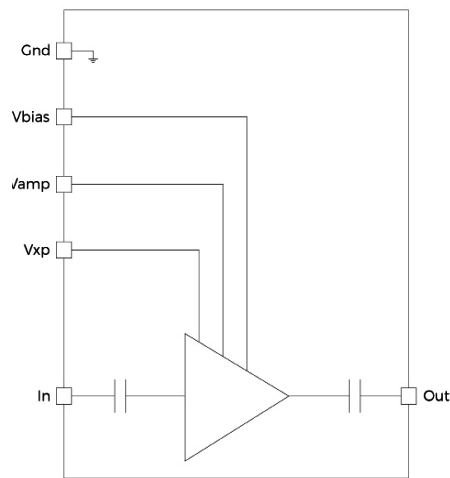 Gnd
Vbias
Vamp
Vxp
In
Out